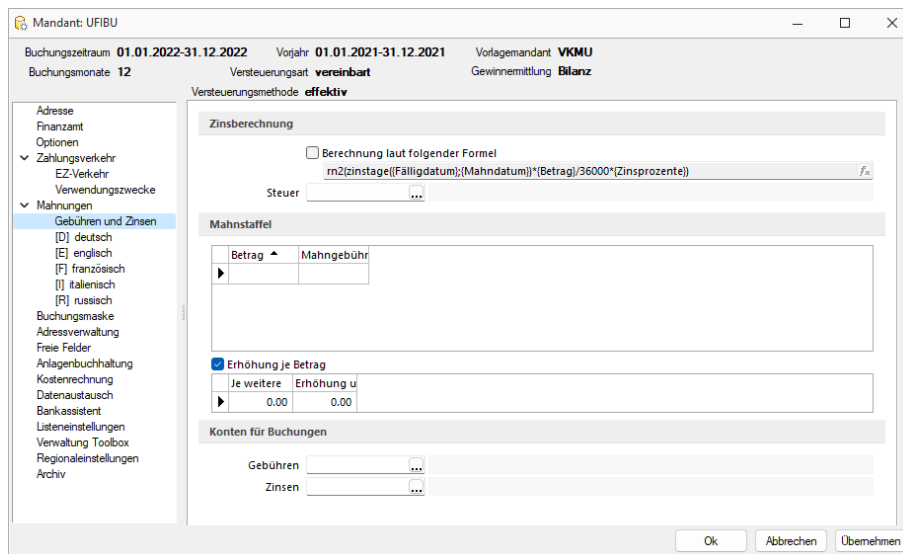 Mandant: UFIBU
Buchungszeitraum 01.01.2022-31.12.2022 Vorjahr 01.01.2021-31.12.2021 Vorlagemandant VKMU
Buchungsmonate 12 Versteuerungsart vereinbart Gewinnermittlung Bilanz
Versteuerungsmethode effektiv
Adresse
Finanzamt
Optionen
Zahlungsverkehr
EZ-Verkehr
Verwendungszwecke
Mahnungen
Gebühren und Zinsen
[D] deutsch
[E] englisch
[F] französisch
[I] italienisch
[R] russisch
Buchungsmaske
Adressverwaltung
Freie Felder
Anlagenbuchhaltung
Kostenrechnung
Datenaustausch
Bankassistent
Listeneinstellungen
Verwaltung Toolbox
Regionaleinstellungen
Archiv
Zinsberechnung
Berechnung laut folgender Formel
rn2(zinstage({Fälligdatum};{Mahndatum})*{Betrag}/36000*{Zinsprozente})
Steuer ...
Mahnstaffel
Betrag Mahngebühr
Erhöhung je Betrag
Je weitere Erhöhung u
0.00 0.00
Konten für Buchungen
Gebühren ...
Zinsen ...
Ok Abbrechen Übernehmen